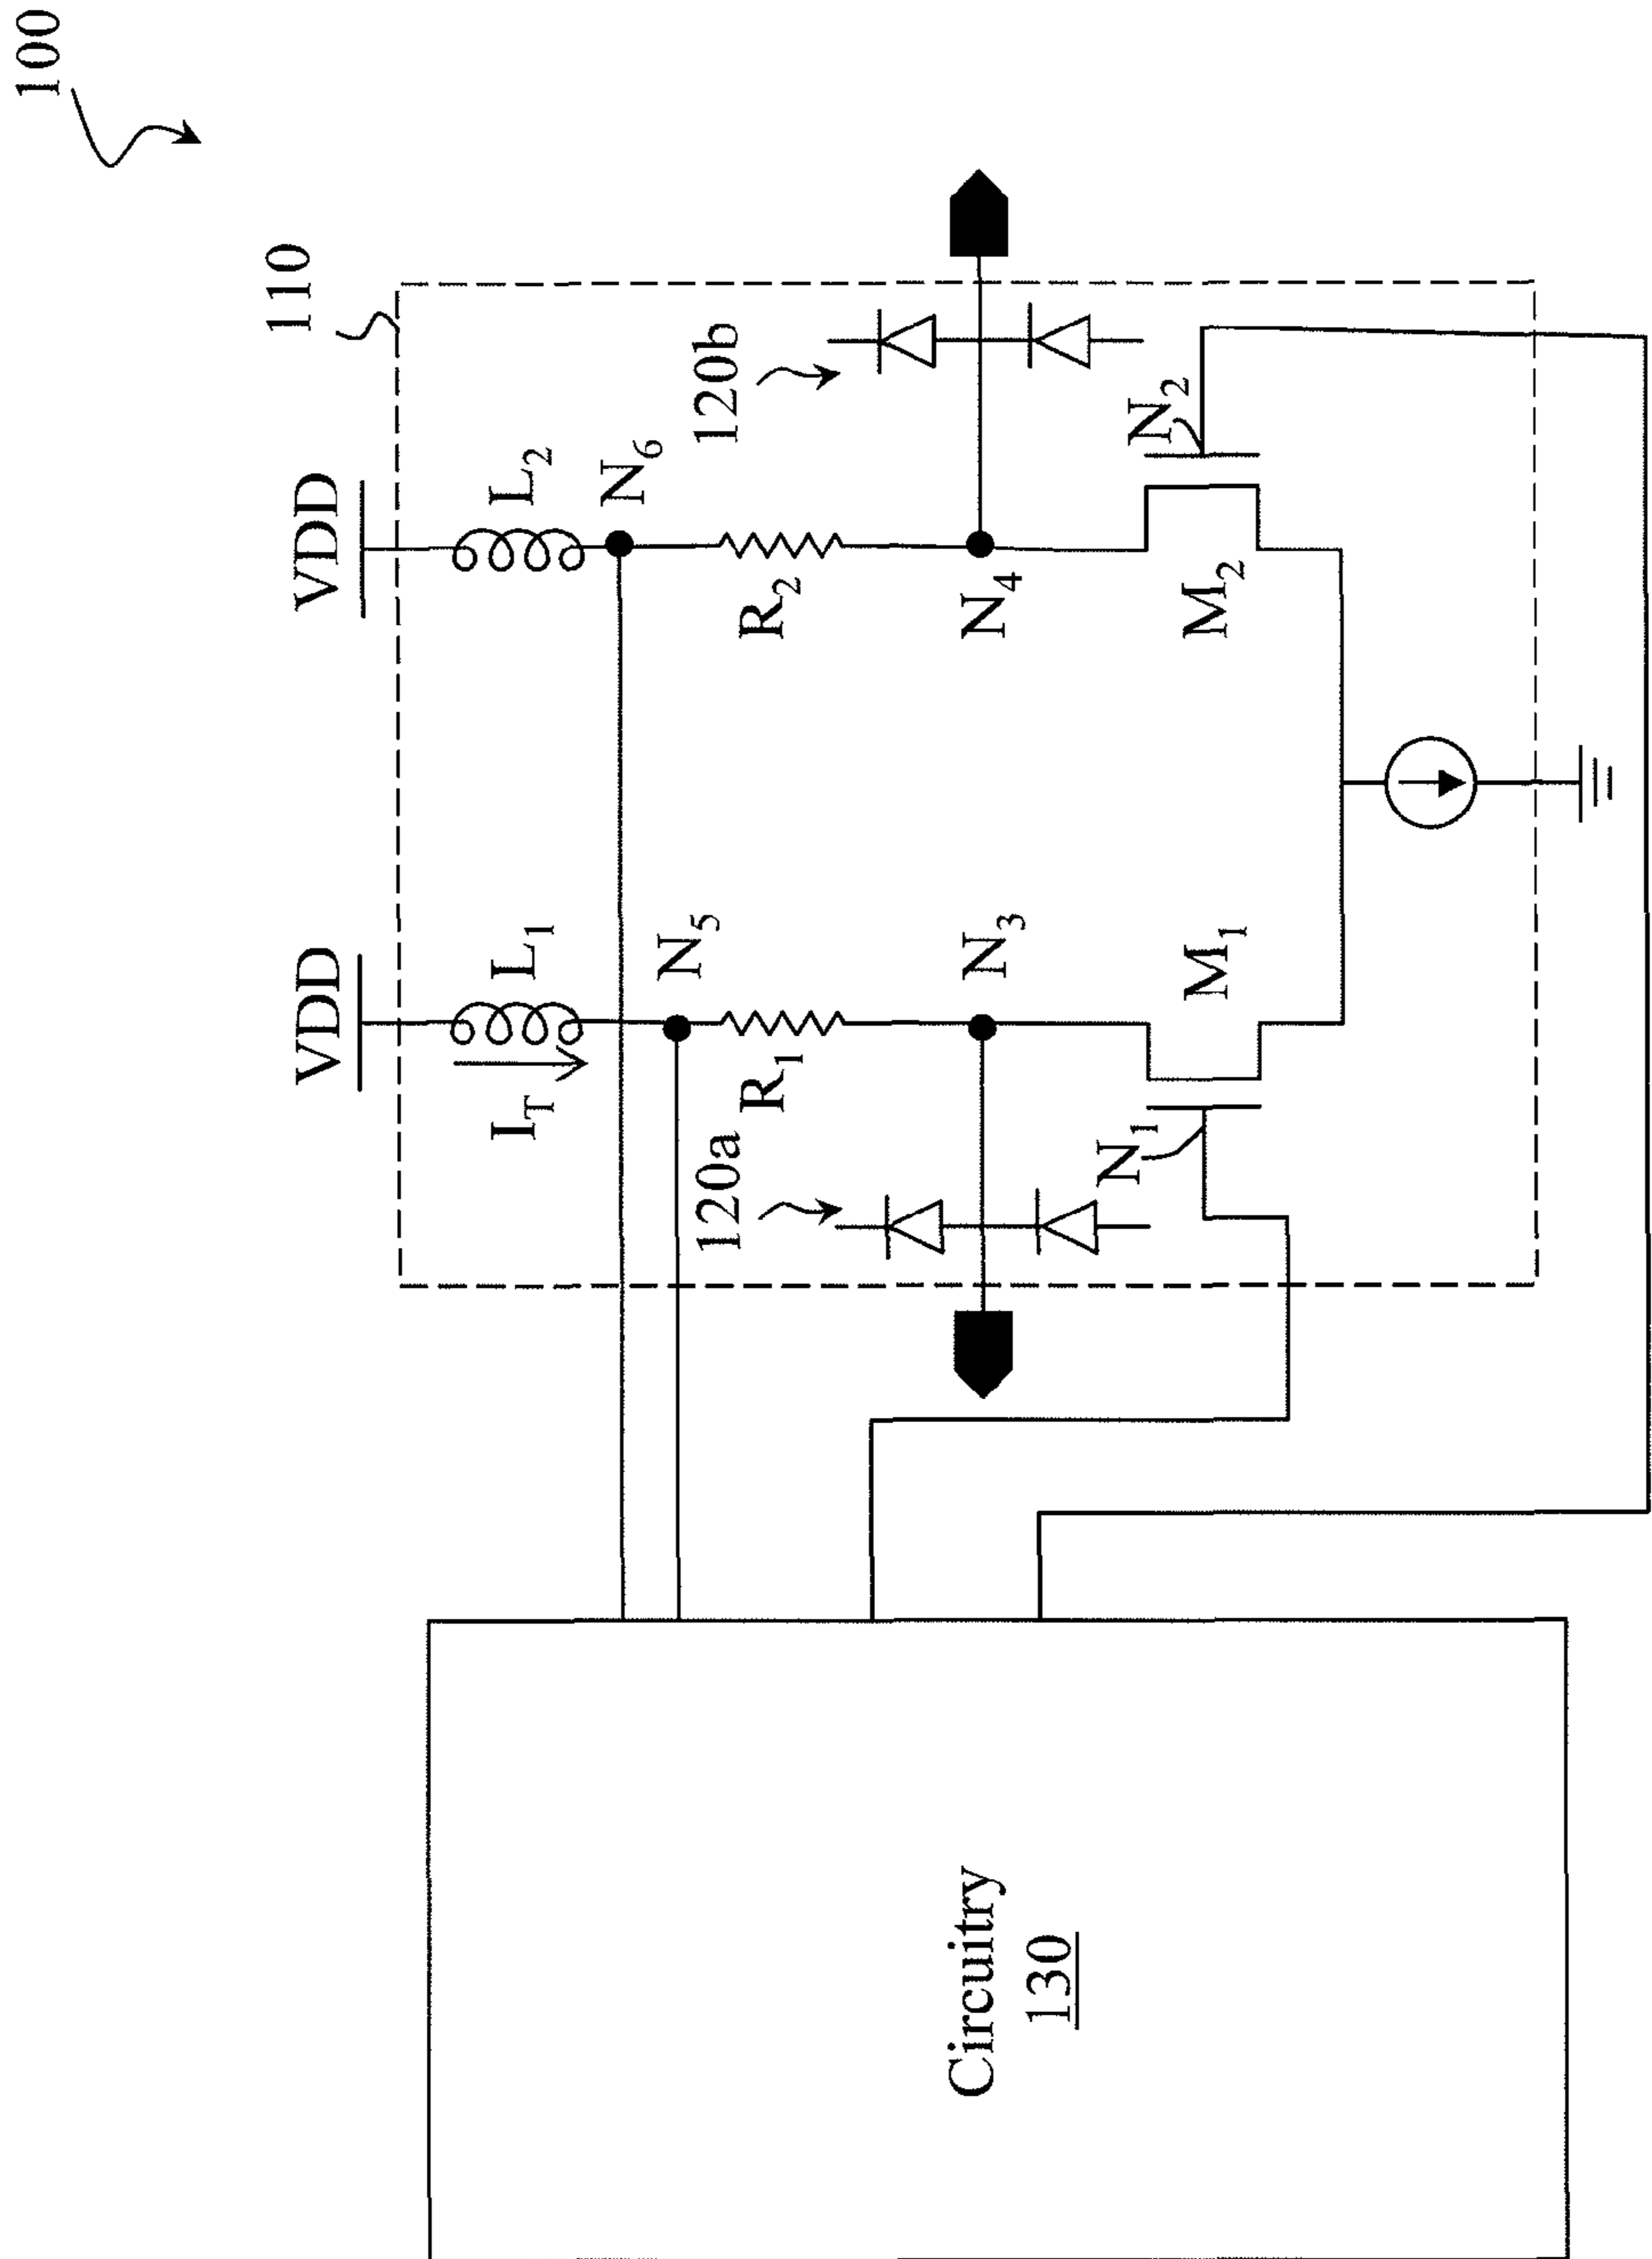 100
110
VDD
VDD
L1
L2
IT
N5
N6
R1
R2
120a
120b
N3
N4
N1
N2
M1
M2
Circuitry
130